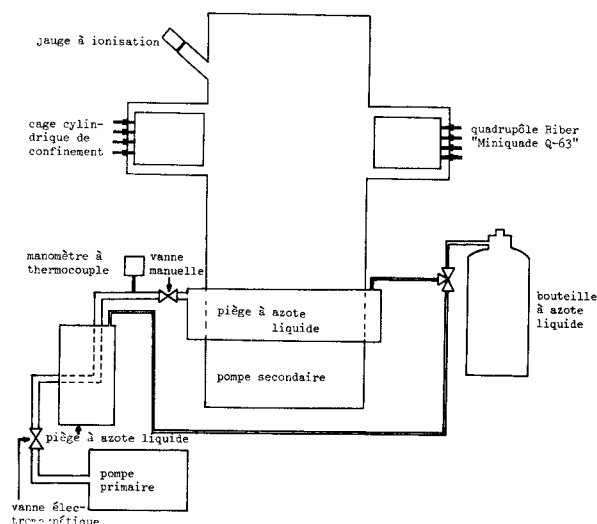 jauge à ionisation
cage cylin-
drique de
confinement
quadrupôle Riber
"Miniquade Q-63"
manomètre à
thermocouple
vanne
manuelle
piège à azote
liquide
bouteille
à azote
liquide
pompe secondaire
piège à azote liquide
pompe
primaire
vanne élec-
tromagnétique